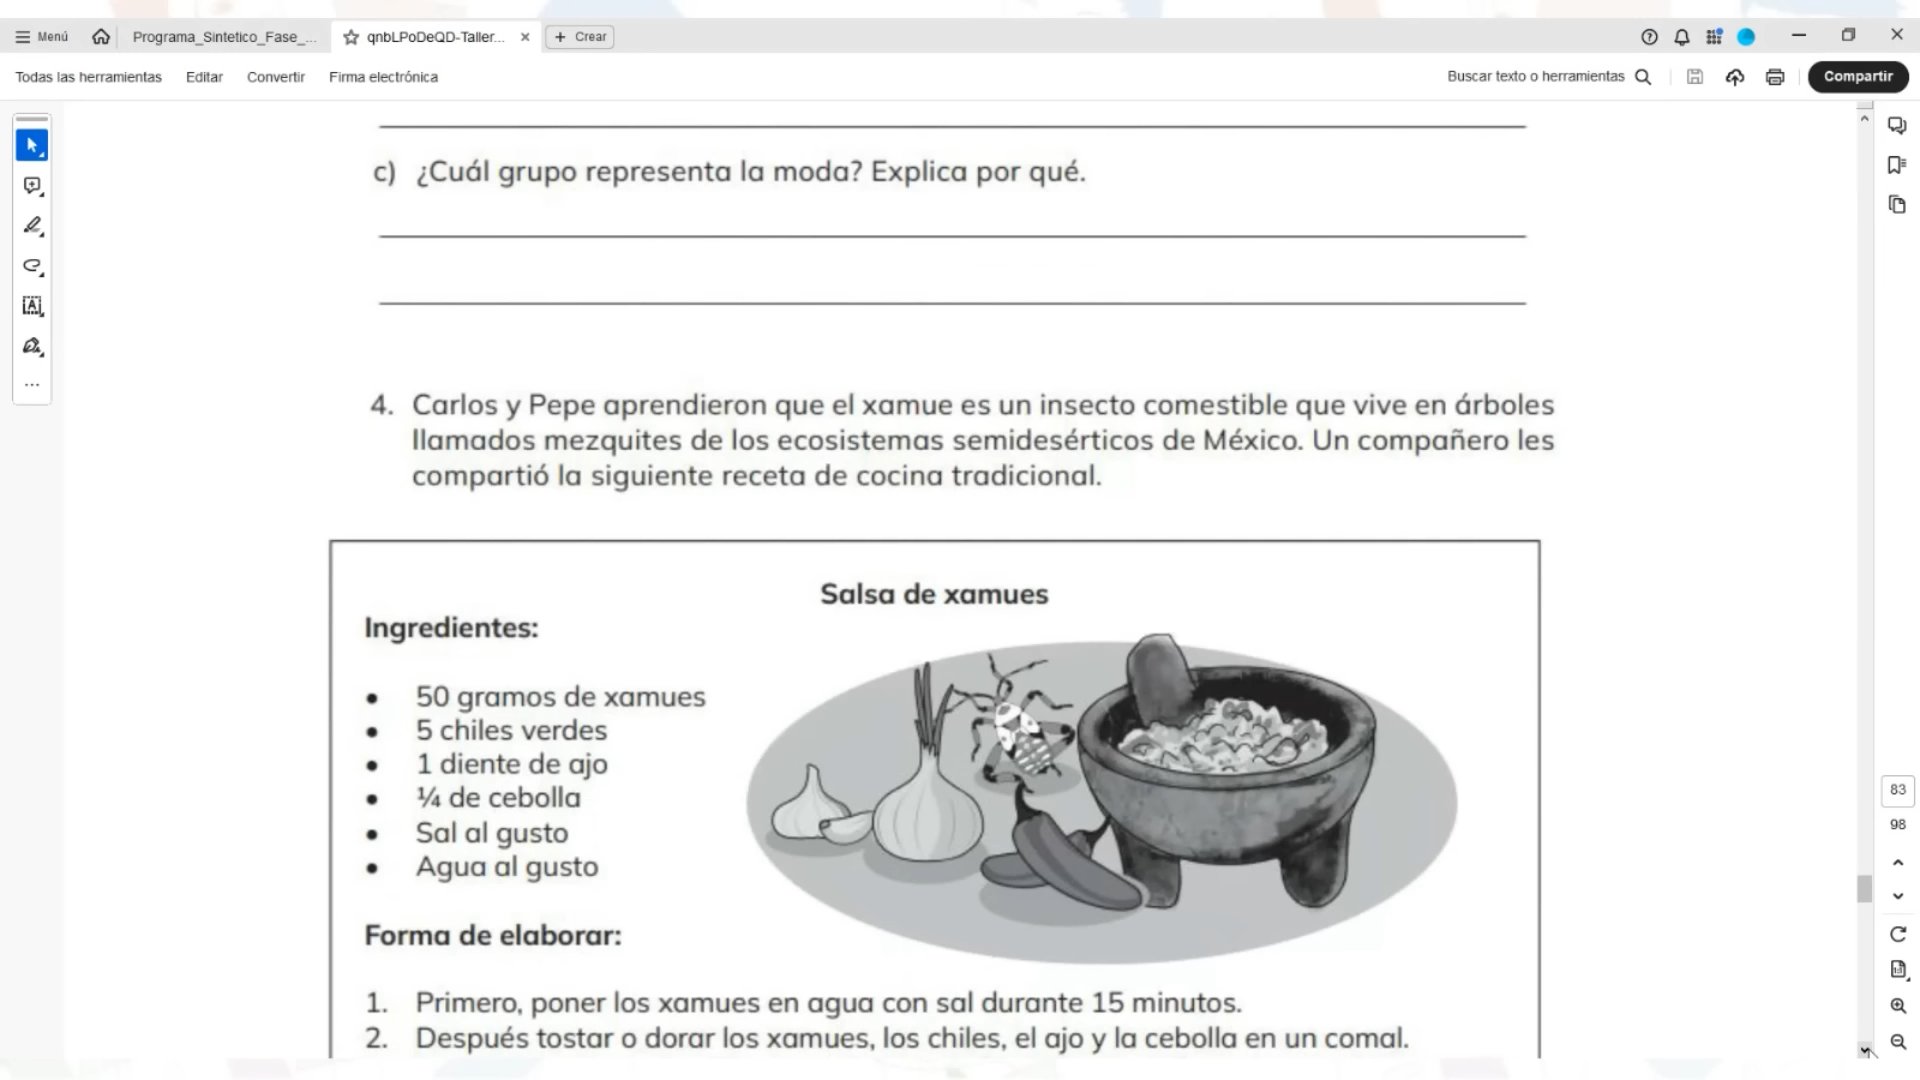 Menú
Programa_Sintetico_Fase_...
qnbLPoDeQD-Taller...
Crear
Todas las herramientas
Editar
Convertir
Firma electrónica
Buscar texto o herramientas
Compartir
c) ¿Cuál grupo representa la moda? Explica por qué.
4. Carlos y Pepe aprendieron que el xamue es un insecto comestible que vive en árboles
llamados mezquites de los ecosistemas semidesérticos de México. Un compañero les
compartió la siguiente receta de cocina tradicional.
Salsa de xamues
Ingredientes:
• 50 gramos de xamues
• 5 chiles verdes
• 1 diente de ajo
• ¼ de cebolla
• Sal al gusto
• Agua al gusto
Forma de elaborar:
1. Primero, poner los xamues en agua con sal durante 15 minutos.
2. Después tostar o dorar los xamues, los chiles, el ajo y la cebolla en un comal.
83
98